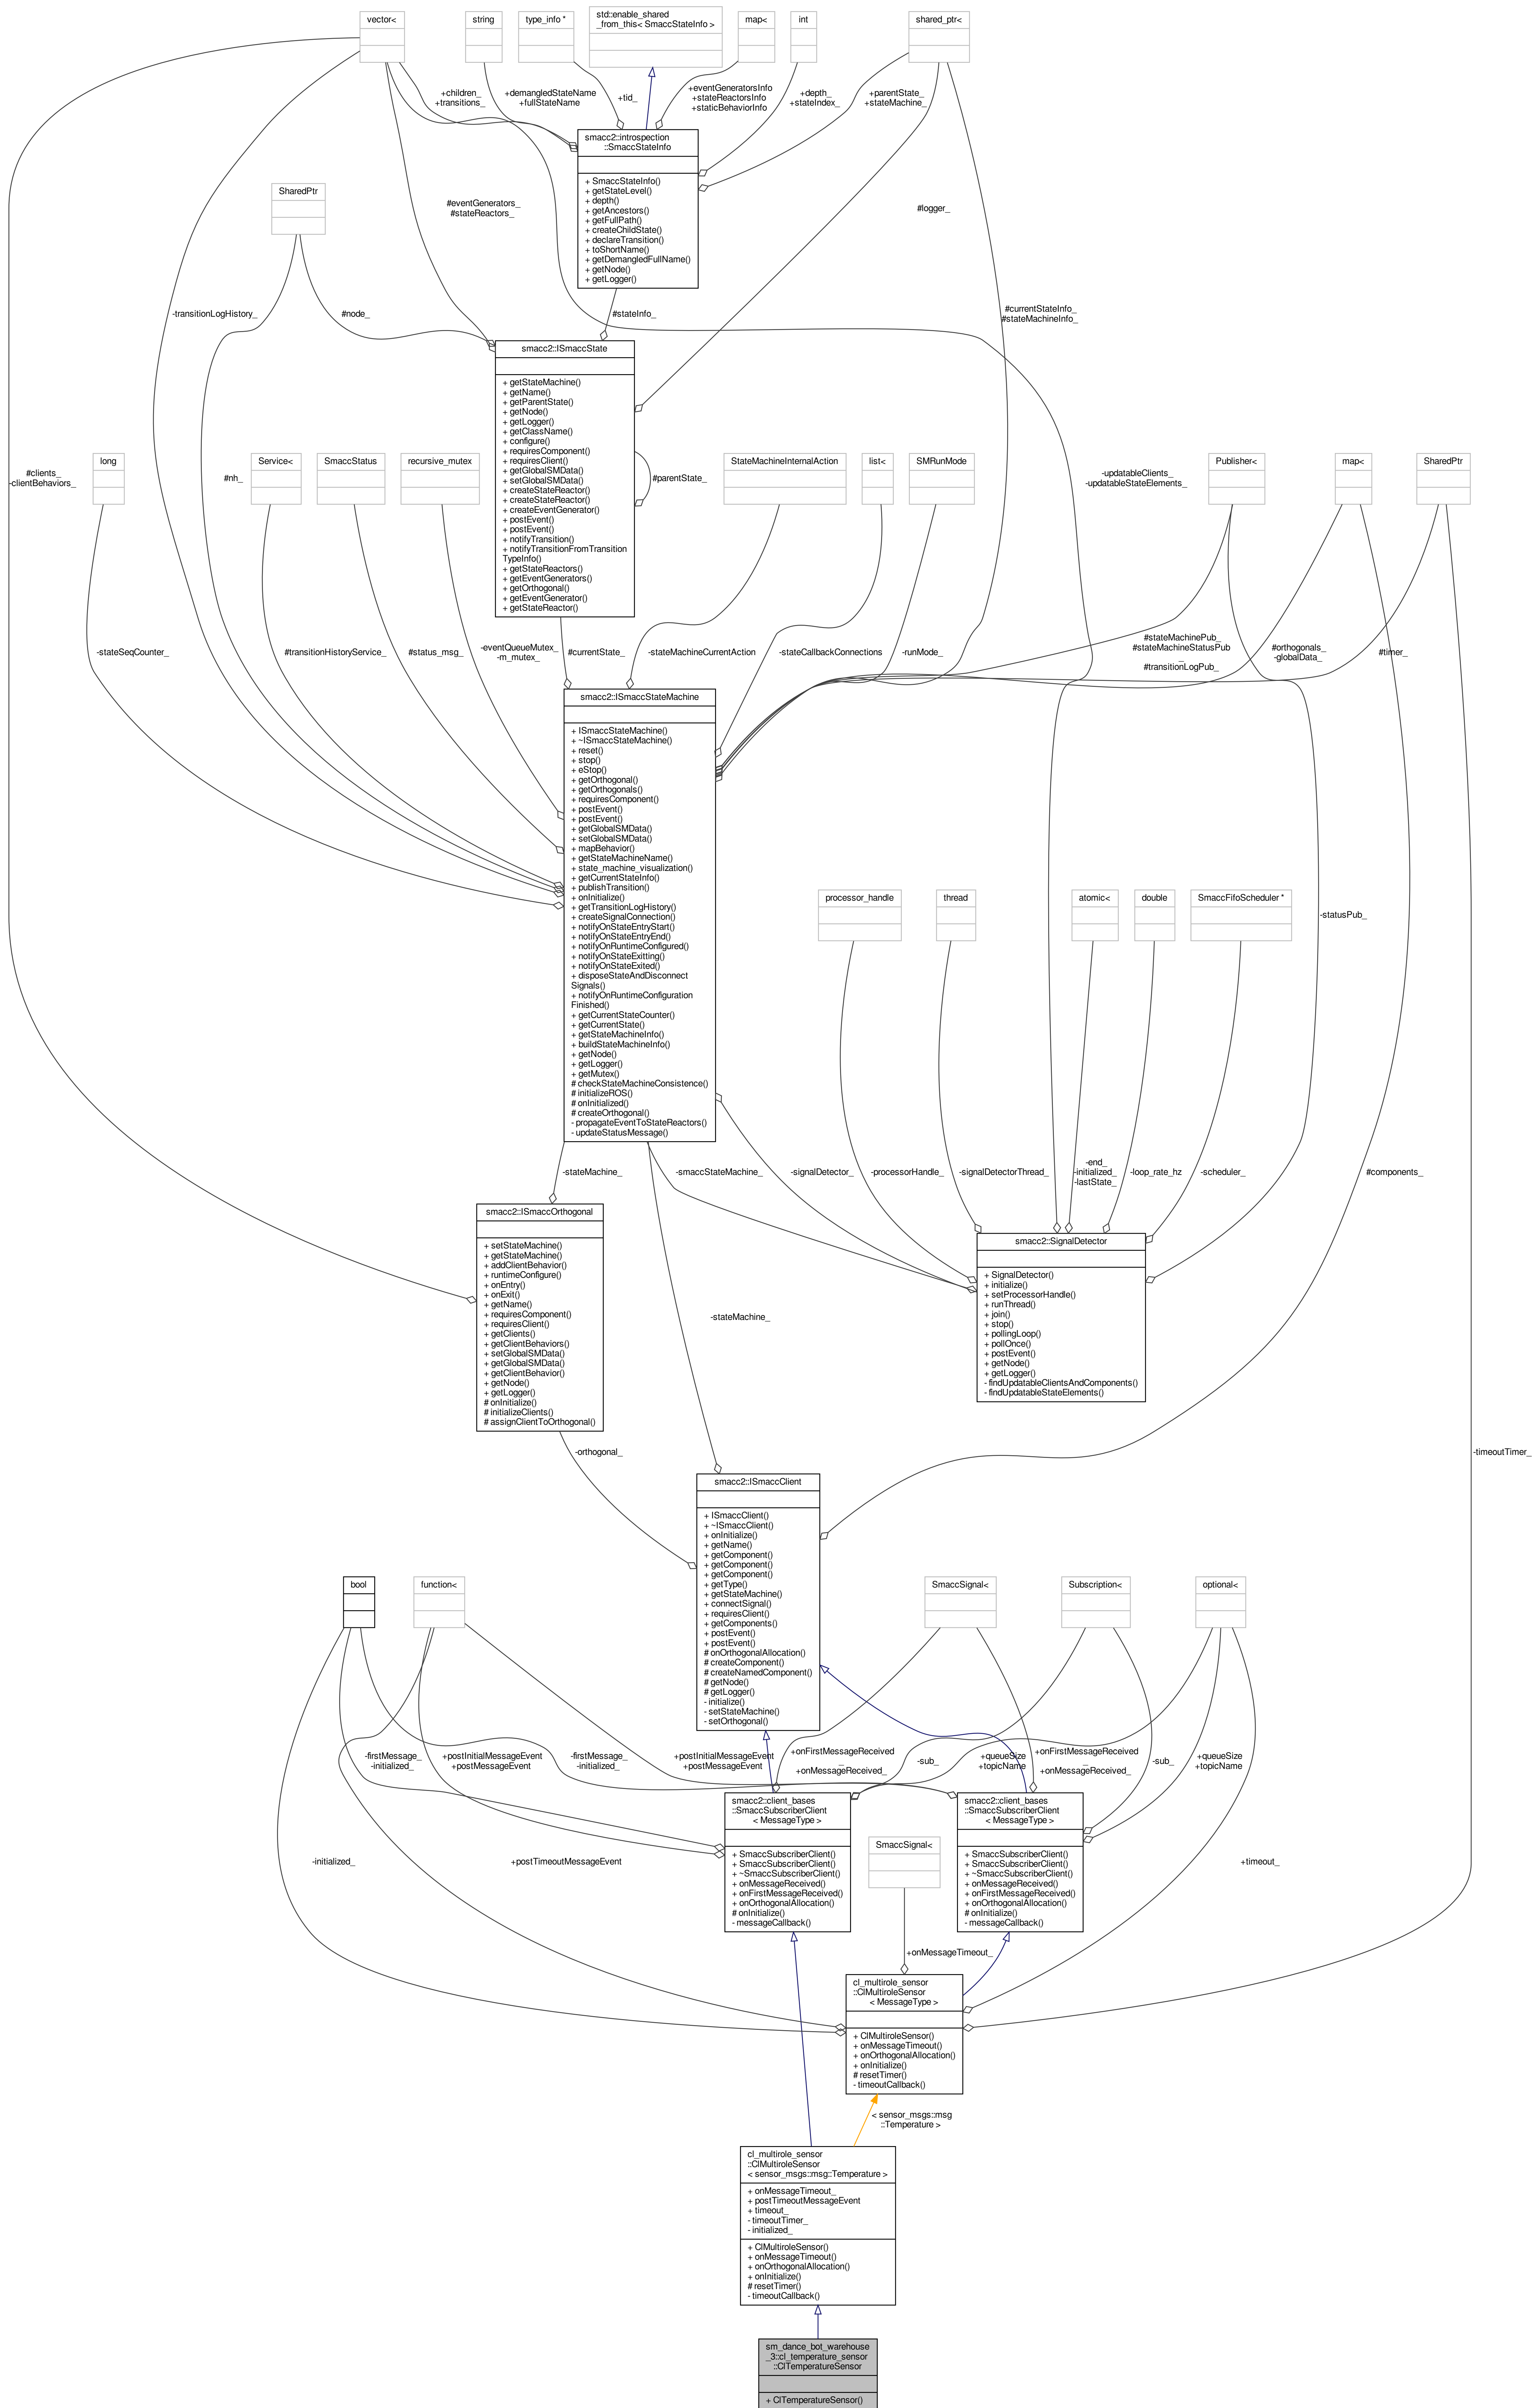 vector<
string
type_info *
std::enable_shared
_from_this< SmaccStateInfo >
map<
int
shared_ptr<
+children_
+transitions_
+demangledStateName
+fullStateName
+tid_
+eventGeneratorsInfo
+stateReactorsInfo
+staticBehaviorInfo
+depth_
+stateIndex_
+parentState_
+stateMachine_
smacc2::introspection
::SmaccStateInfo
+ SmaccStateInfo()
+ getStateLevel()
+ depth()
+ getAncestors()
+ getFullPath()
+ createChildState()
+ declareTransition()
+ toShortName()
+ getDemangledFullName()
+ getNode()
+ getLogger()
SharedPtr
#eventGenerators_
#stateReactors_
#logger_
-transitionLogHistory_
#node_
#stateInfo_
#currentStateInfo_
#stateMachineInfo_
smacc2::ISmaccState
+ getStateMachine()
+ getName()
+ getParentState()
+ getNode()
+ getLogger()
+ getClassName()
+ configure()
+ requiresComponent()
+ requiresClient()
+ getGlobalSMData()
+ setGlobalSMData()
+ createStateReactor()
+ createStateReactor()
+ createEventGenerator()
+ postEvent()
+ postEvent()
+ notifyTransition()
+ notifyTransitionFromTransition
TypeInfo()
+ getStateReactors()
+ getEventGenerators()
+ getOrthogonal()
+ getEventGenerator()
+ getStateReactor()
#parentState_
#clients_
-clientBehaviors_
long
#nh_
Service<
SmaccStatus
recursive_mutex
StateMachineInternalAction
list<
SMRunMode
-updatableClients_
-updatableStateElements_
Publisher<
map<
SharedPtr
-stateSeqCounter_
#transitionHistoryService_
#status_msg_
-eventQueueMutex_
-m_mutex_
#currentState_
-stateMachineCurrentAction
-stateCallbackConnections
-runMode_
#stateMachinePub_
#stateMachineStatusPub
_
#transitionLogPub_
#orthogonals_
-globalData_
#timer_
smacc2::ISmaccStateMachine
+ ISmaccStateMachine()
+ ~ISmaccStateMachine()
+ reset()
+ stop()
+ eStop()
+ getOrthogonal()
+ getOrthogonals()
+ requiresComponent()
+ postEvent()
+ postEvent()
+ getGlobalSMData()
+ setGlobalSMData()
+ mapBehavior()
+ getStateMachineName()
+ state_machine_visualization()
+ getCurrentStateInfo()
+ publishTransition()
+ onInitialize()
+ getTransitionLogHistory()
+ createSignalConnection()
+ notifyOnStateEntryStart()
+ notifyOnStateEntryEnd()
+ notifyOnRuntimeConfigured()
+ notifyOnStateExitting()
+ notifyOnStateExited()
+ disposeStateAndDisconnect
Signals()
+ notifyOnRuntimeConfiguration
Finished()
+ getCurrentStateCounter()
+ getCurrentState()
+ getStateMachineInfo()
+ buildStateMachineInfo()
+ getNode()
+ getLogger()
+ getMutex()
# checkStateMachineConsistence()
# initializeROS()
# onInitialized()
# createOrthogonal()
- propagateEventToStateReactors()
- updateStatusMessage()
processor_handle
thread
atomic<
double
SmaccFifoScheduler *
-statusPub_
-stateMachine_
-smaccStateMachine_
-signalDetector_
-processorHandle_
-signalDetectorThread_
-end_
-initialized_
-lastState_
-loop_rate_hz
-scheduler_
#components_
smacc2::ISmaccOrthogonal
+ setStateMachine()
+ getStateMachine()
+ addClientBehavior()
+ runtimeConfigure()
+ onEntry()
+ onExit()
+ getName()
+ requiresComponent()
+ requiresClient()
+ getClients()
+ getClientBehaviors()
+ setGlobalSMData()
+ getGlobalSMData()
+ getClientBehavior()
+ getNode()
+ getLogger()
# onInitialize()
# initializeClients()
# assignClientToOrthogonal()
smacc2::SignalDetector
+ SignalDetector()
+ initialize()
+ setProcessorHandle()
+ runThread()
+ join()
+ stop()
+ pollingLoop()
+ pollOnce()
+ postEvent()
+ getNode()
+ getLogger()
- findUpdatableClientsAndComponents()
- findUpdatableStateElements()
-stateMachine_
-orthogonal_
-timeoutTimer_
smacc2::ISmaccClient
+ ISmaccClient()
+ ~ISmaccClient()
+ onInitialize()
+ getName()
+ getComponent()
+ getComponent()
+ getComponent()
+ getType()
+ getStateMachine()
+ connectSignal()
+ requiresClient()
+ getComponents()
+ postEvent()
+ postEvent()
# onOrthogonalAllocation()
# createComponent()
# createNamedComponent()
# getNode()
# getLogger()
- initialize()
- setStateMachine()
- setOrthogonal()
bool
function<
SmaccSignal<
Subscription<
optional<
-firstMessage_
-initialized_
+postInitialMessageEvent
+postMessageEvent
-firstMessage_
-initialized_
+postInitialMessageEvent
+postMessageEvent
+onFirstMessageReceived
_
+onMessageReceived_
-sub_
+queueSize
+topicName
+onFirstMessageReceived
_
+onMessageReceived_
-sub_
+queueSize
+topicName
smacc2::client_bases
::SmaccSubscriberClient
< MessageType >
+ SmaccSubscriberClient()
+ SmaccSubscriberClient()
+ ~SmaccSubscriberClient()
+ onMessageReceived()
+ onFirstMessageReceived()
+ onOrthogonalAllocation()
# onInitialize()
- messageCallback()
smacc2::client_bases
::SmaccSubscriberClient
< MessageType >
+ SmaccSubscriberClient()
+ SmaccSubscriberClient()
+ ~SmaccSubscriberClient()
+ onMessageReceived()
+ onFirstMessageReceived()
+ onOrthogonalAllocation()
# onInitialize()
- messageCallback()
SmaccSignal<
-initialized_
+postTimeoutMessageEvent
+timeout_
+onMessageTimeout_
cl_multirole_sensor
::ClMultiroleSensor
< MessageType >
+ ClMultiroleSensor()
+ onMessageTimeout()
+ onOrthogonalAllocation()
+ onInitialize()
# resetTimer()
- timeoutCallback()
< sensor_msgs::msg
::Temperature >
cl_multirole_sensor
::ClMultiroleSensor
< sensor_msgs::msg::Temperature >
+ onMessageTimeout_
+ postTimeoutMessageEvent
+ timeout_
- timeoutTimer_
- initialized_
+ ClMultiroleSensor()
+ onMessageTimeout()
+ onOrthogonalAllocation()
+ onInitialize()
# resetTimer()
- timeoutCallback()
sm_dance_bot_warehouse
_3::cl_temperature_sensor
::ClTemperatureSensor
+ ClTemperatureSensor()